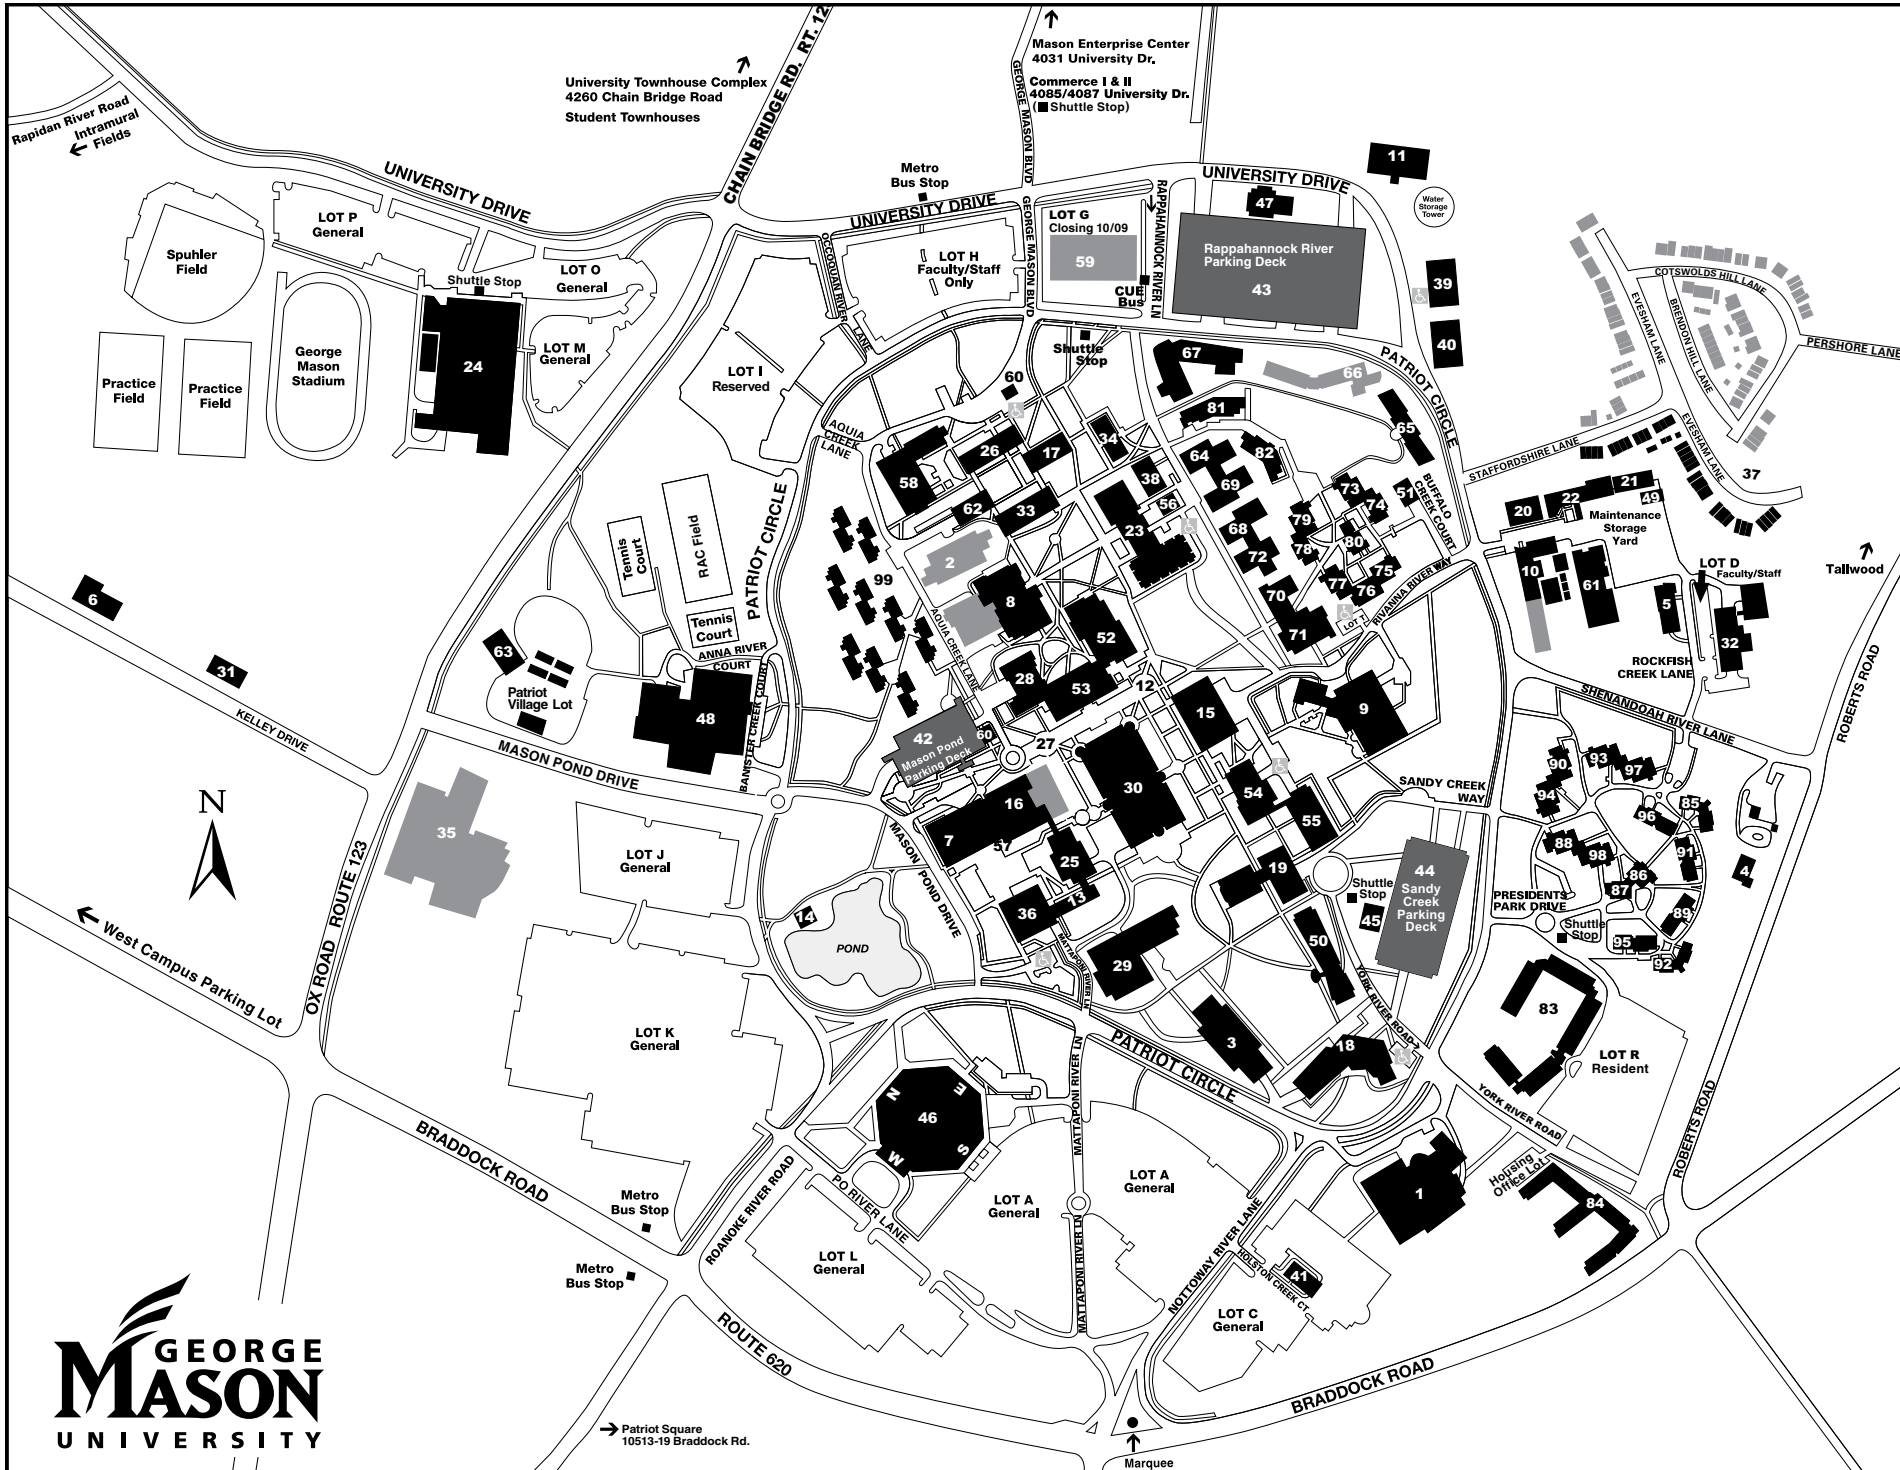 CHAIN BRIDGE RD. RT. 123
Mason Enterprise Center
4031 University Dr.
Commerce I & II
4085/4087 University Dr.
(■Shuttle Stop)
University Townhouse Complex
4260 Chain Bridge Road
Student Townhouses
GEORGE MASON BLVD
Rapidan River Road
Intramural
Fields
UNIVERSITY DRIVE
Metro
Bus Stop
UNIVERSITY DRIVE
GEORGE MASON BLVD
RAPPAHANNOCK RIVER LN
UNIVERSITY DRIVE
11
Water
Storage
Tower
47
LOT P
General
Spuhler
Field
LOT O
General
Shuttle Stop
OCCOQUAN RIVER
LANE
LOT H
Faculty/Staff
Only
LOT G
Closing 10/09
59
CUE
Bus
Rappahannock River
Parking Deck
43
39
40
COTSWOLDS HILL LANE
EVESHAM LANE
BRENDON HILL LANE
PERSHORE LANE
EVESHAM LANE
37
George
Mason
Stadium
Practice
Field
Practice
Field
24
LOT M
General
LOT I
Reserved
Shuttle
Stop
67
66
PATRIOT CIRCLE
60
81
65
AQUIA
CREEK
LANE
58
26
17
34
64
82
STAFFORDSHIRE LANE
38
69
73
51
BUFFALO
CREEK COURT
21
22
49
20
Maintenance
Storage
Yard
62
33
56
23
68
79
74
Tennis
Court
RAC Field
PATRIOT CIRCLE
2
72
78
80
75
99
10
61
LOT D
Faculty/Staff
Tallwood
6
8
77
76
RIVANNA RIVER WAY
5
Tennis
Court
AQUIA CREEK LANE
52
70
71
LOT T
32
63
ANNA RIVER
COURT
31
28
53
12
ROCKFISH
CREEK LANE
Patriot
Village Lot
48
BANISTER CREEK COURT
15
9
SHENANDOAH RIVER LANE
ROBERTS ROAD
KELLEY DRIVE
MASON POND DRIVE
42
Mason Pond
Parking Deck
60
27
N
90
93
97
30
54
SANDY CREEK
WAY
94
85
35
16
7
57
55
96
LOT J
General
MASON POND DRIVE
25
88
98
91
4
19
44
Sandy
Creek
Parking
Deck
86
87
Shuttle
Stop
PRESIDENTS
PARK DRIVE
14
POND
36
13
45
89
Shuttle
Stop
West Campus Parking Lot
OX ROAD ROUTE 123
MATTAPONI RIVER LN
29
50
95
92
YORK RIVER ROAD
83
LOT K
General
PATRIOT CIRCLE
3
18
LOT R
Resident
MATTAPONI RIVER LN
N
E
46
W
S
YORK RIVER ROAD
ROBERTS ROAD
BRADDOCK ROAD
Housing
Office Lot
ROANOKE RIVER ROAD
PO RIVER LANE
LOT A
General
LOT A
General
1
84
Metro
Bus Stop
NOTTOWAY RIVER LANE
LOT L
General
MATTAPONI RIVER LN
HOLSTON CREEK CT
41
Metro
Bus Stop
LOT C
General
ROUTE 620
BRADDOCK ROAD
GEORGE
MASON
UNIVERSITY
Patriot Square
10513-19 Braddock Rd.
Marquee